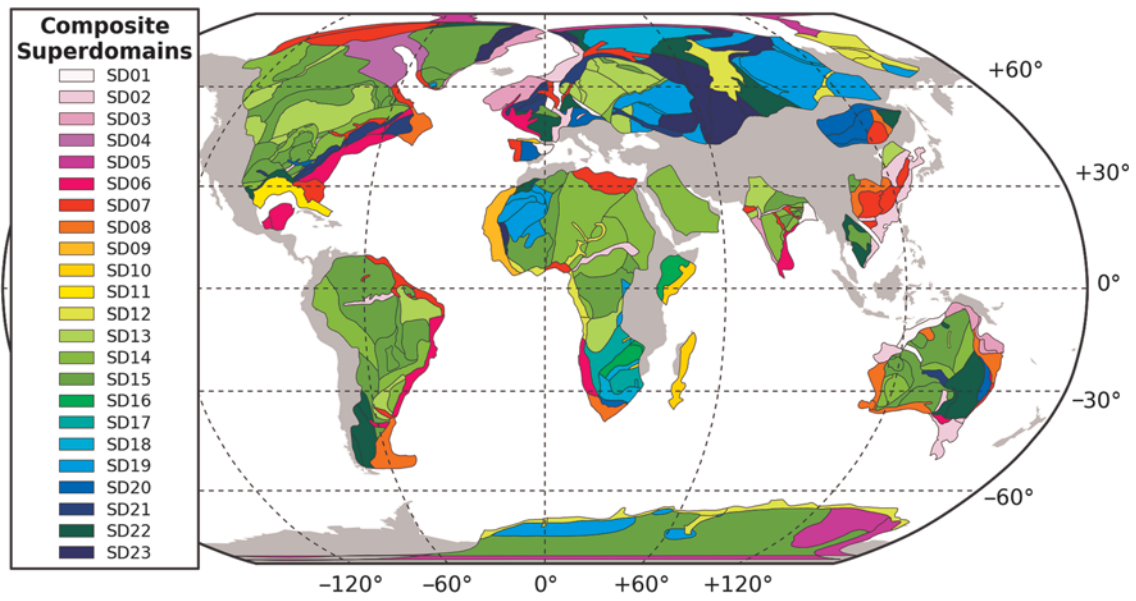 Composite
Superdomains
SD01
SD02
SD03
SD04
SD05
SD06
SD07
SD08
SD09
SD10
SD11
SD12
SD13
SD14
SD15
SD16
SD17
SD18
SD19
SD20
SD21
SD22
SD23
+60°
+30°
0°
−30°
−60°
−120° −60° 0° +60° +120°